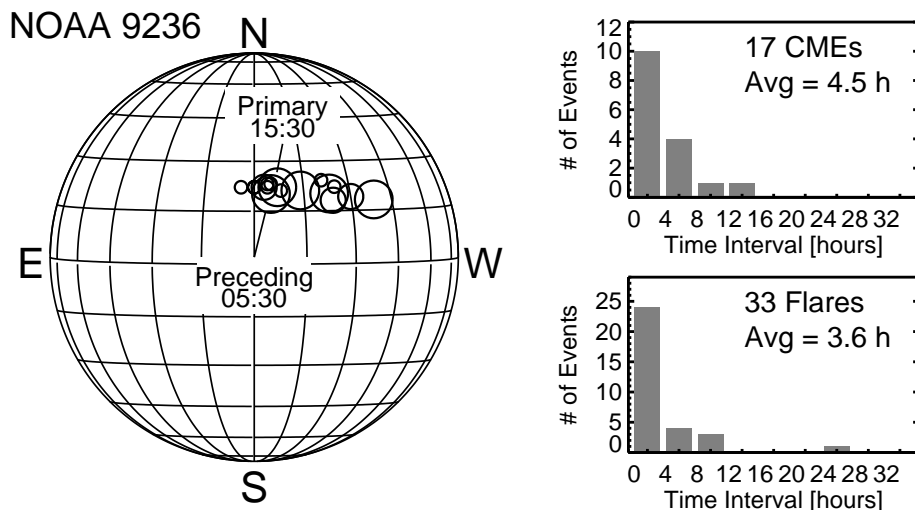 NOAA 9236
N
Primary
15:30
E
W
Preceding
05:30
S
12
10
8
6
4
2
0
# of Events
17 CMEs
Avg = 4.5 h
0 4 8 12 16 20 24 28 32
Time Interval [hours]
25
20
15
10
5
0
# of Events
33 Flares
Avg = 3.6 h
0 4 8 12 16 20 24 28 32
Time Interval [hours]